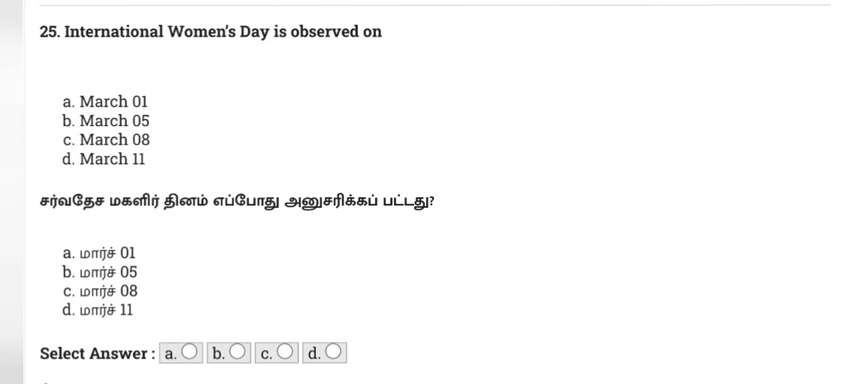 25. International Women's Day is observed on
a. March 01
b. March 05
c. March 08
d. March 11
சர்வதேச மகளிர் தினம் எப்போது அனுசரிக்கப் பட்டது?
a. மார்ச் 01
b. மார்ச் 05
c. மார்ச் 08
d. மார்ச் 11
Select Answer : a. b. c. d.